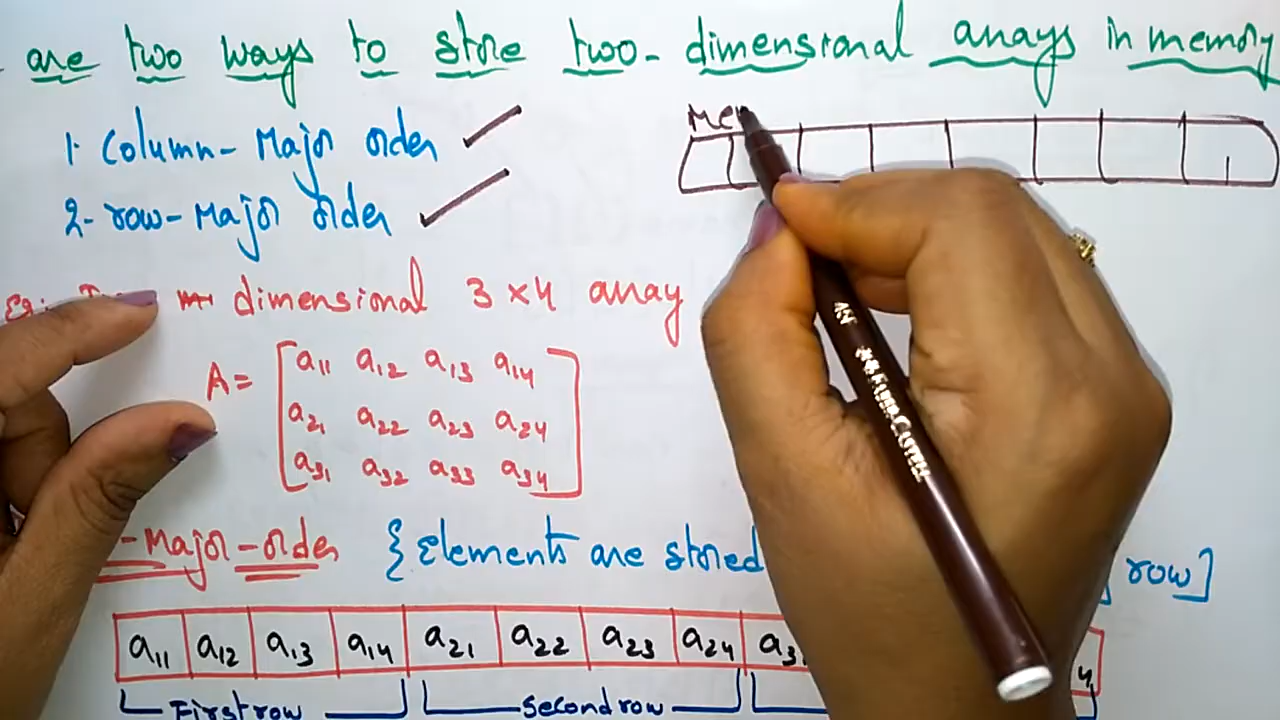 are two ways to store two-dimensional arrays in memory
1. Column-Major order
2- row-Major order
Mem
dimensional 3×4 array
A= a11 a12 a13 a14
a21 a22 a23 a24
a31 a32 a33 a34
-Major-order {Elements are stored row]
a11 a12 a13 a14 a21 a22 a23 a24
First row Second row